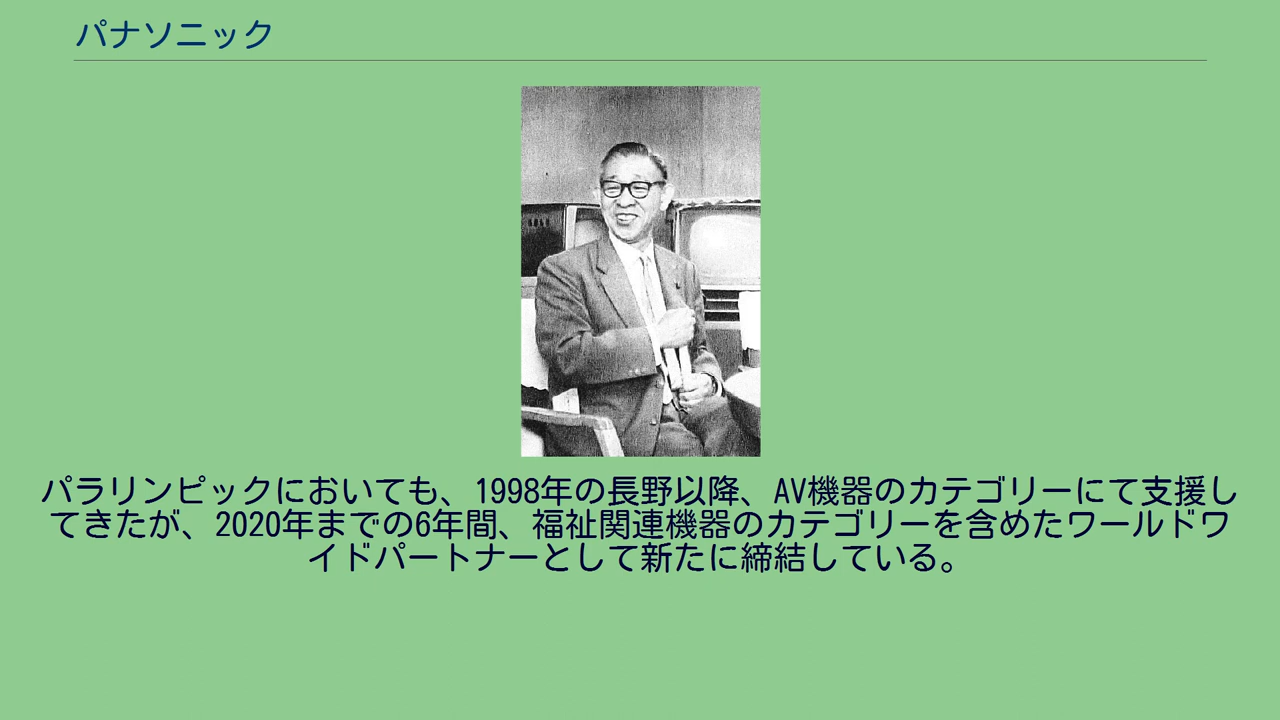 パナソニック
パラリンピックにおいても、1998年の長野以降、AV機器のカテゴリーにて支援し
てきたが、2020年までの6年間、福祉関連機器のカテゴリーを含めたワールドワ
イドパートナーとして新たに締結している。